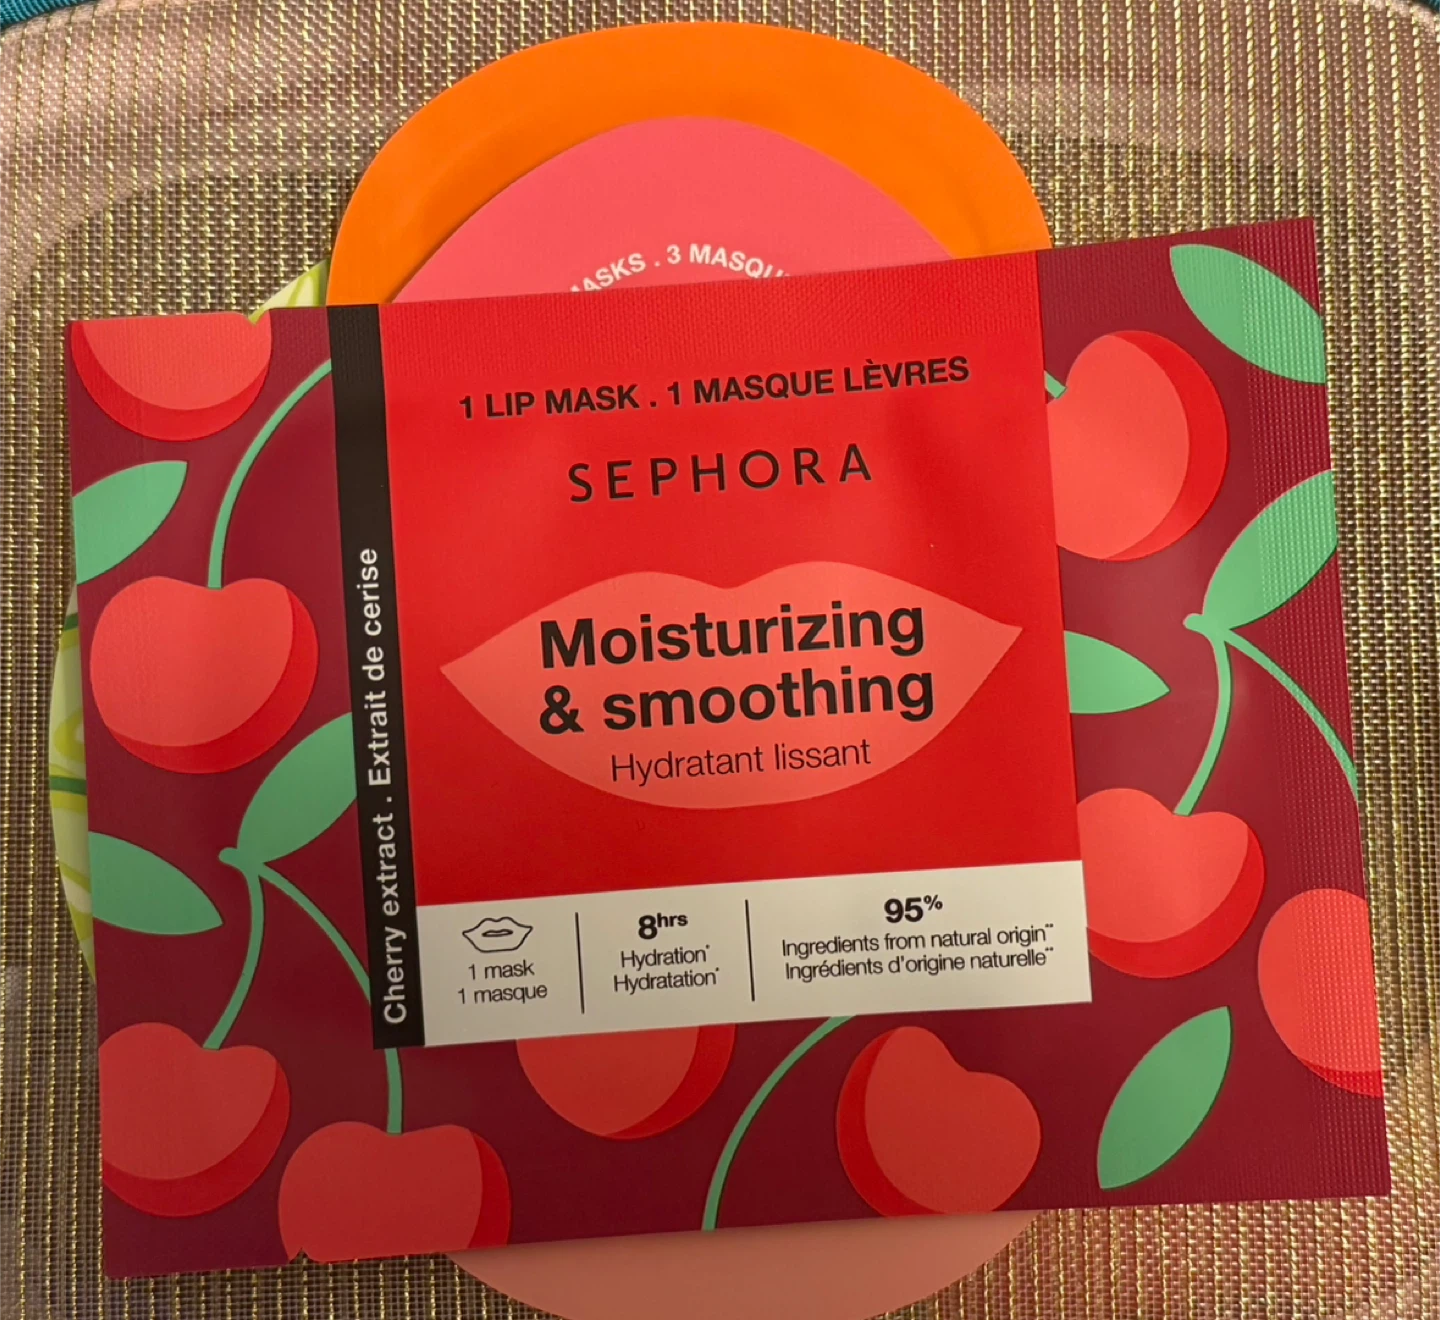 3 MASQU
1 LIP MASK . 1 MASQUE LÈVRES
SEPHORA
Moisturizing
& smoothing
Hydratant lissant
Cherry extract . Extrait de cerise
1 mask
1 masque
8hrs
Hydration*
Hydratation*
95%
Ingredients from natural origin**
Ingrédients d'origine naturelle**